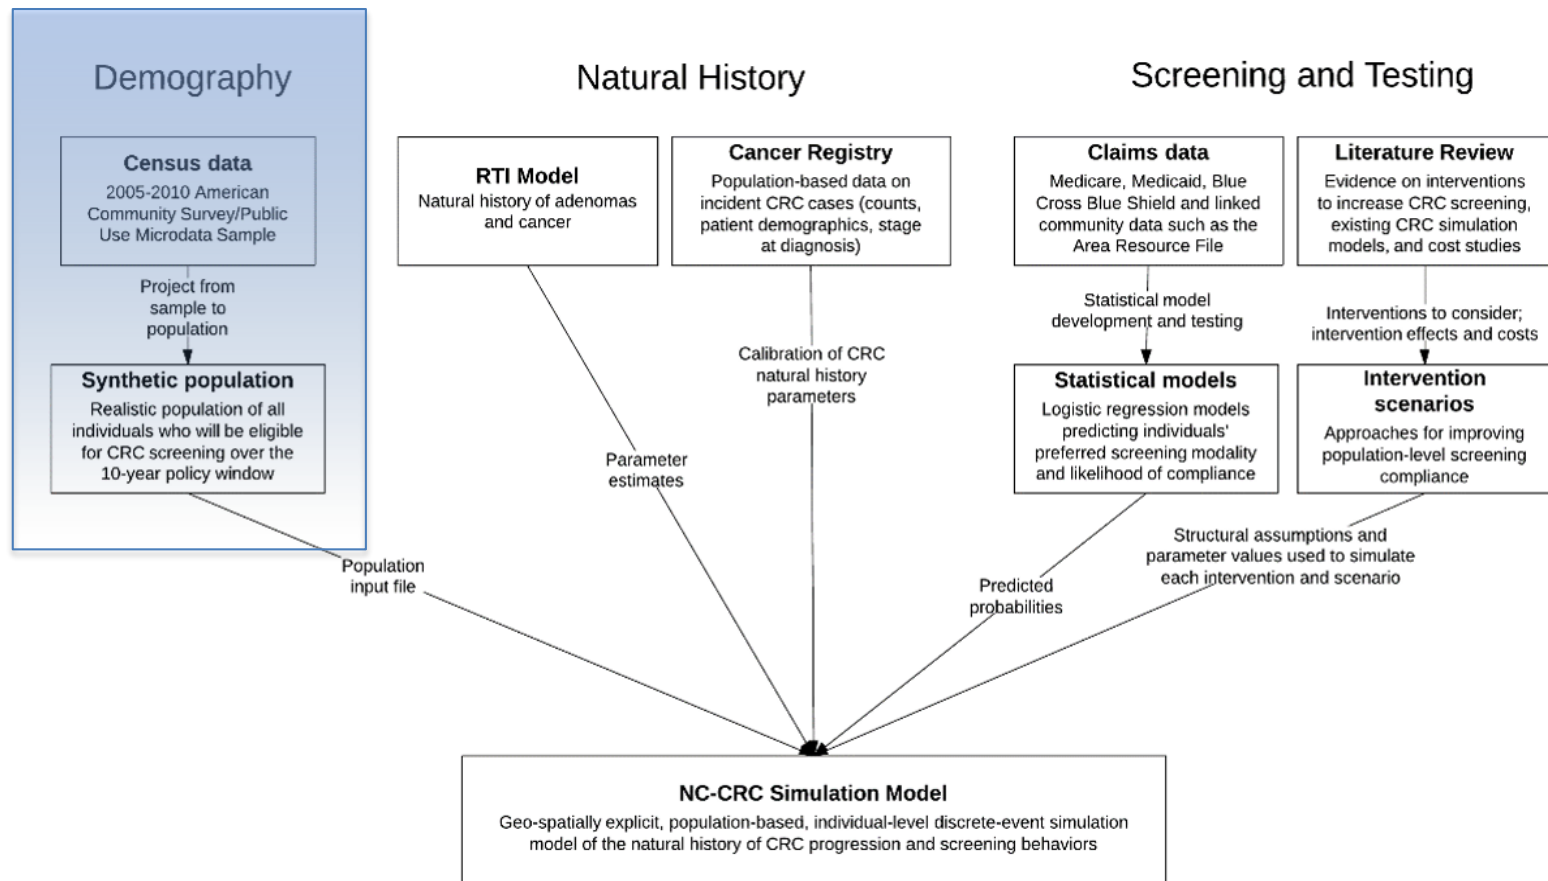 Demography
Census data
2005-2010 American
Community Survey/Public
Use Microdata Sample
Project from
sample to
population
Synthetic population
Realistic population of all
individuals who will be eligible
for CRC screening over the
10-year policy window
Population
input file
Natural History
RTI Model
Natural history of adenomas
and cancer
Parameter
estimates
Cancer Registry
Population-based data on
incident CRC cases (counts,
patient demographics, stage
at diagnosis)
Calibration of CRC
natural history
parameters
Screening and Testing
Claims data
Medicare, Medicaid, Blue
Cross Blue Shield and linked
community data such as the
Area Resource File
Statistical model
development and testing
Statistical models
Logistic regression models
predicting individuals'
preferred screening modality
and likelihood of compliance
Predicted
probabilities
Literature Review
Evidence on interventions
to increase CRC screening,
existing CRC simulation
models, and cost studies
Interventions to consider;
intervention effects and costs
Intervention
scenarios
Approaches for improving
population-level screening
compliance
Structural assumptions and
parameter values used to simulate
each intervention and scenario
NC-CRC Simulation Model
Geo-spatially explicit, population-based, individual-level discrete-event simulation
model of the natural history of CRC progression and screening behaviors